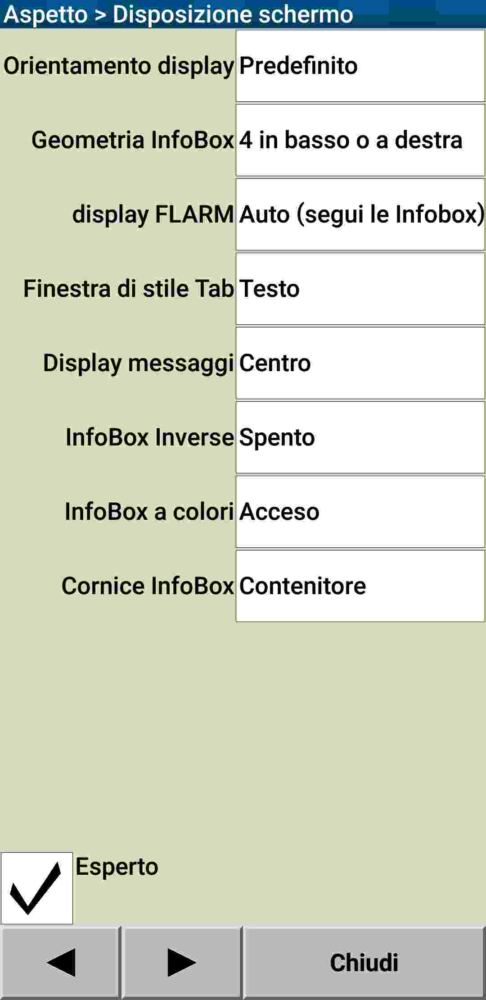 Aspetto > Disposizione schermo
Orientamento display Predefinito
Geometria InfoBox 4 in basso o a destra
display FLARM Auto (segui le Infobox)
Finestra di stile Tab Testo
Display messaggi Centro
InfoBox Inverse Spento
InfoBox a colori Acceso
Cornice InfoBox Contenitore
Esperto
Chiudi